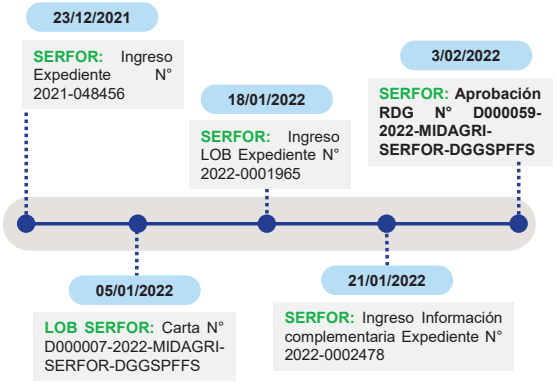 23/12/2021
SERFOR: Ingreso
Expediente N°
2021-048456
05/01/2022
LOB SERFOR: Carta N°
D000007-2022-MIDAGRI-
SERFOR-DGGSPFFS
18/01/2022
SERFOR: Ingreso
LOB Expediente N°
2022-0001965
21/01/2022
SERFOR: Ingreso Información
complementaria Expediente N°
2022-0002478
3/02/2022
SERFOR: Aprobación
RDG N° D000059-
2022-MIDAGRI-
SERFOR-DGGSPFFS